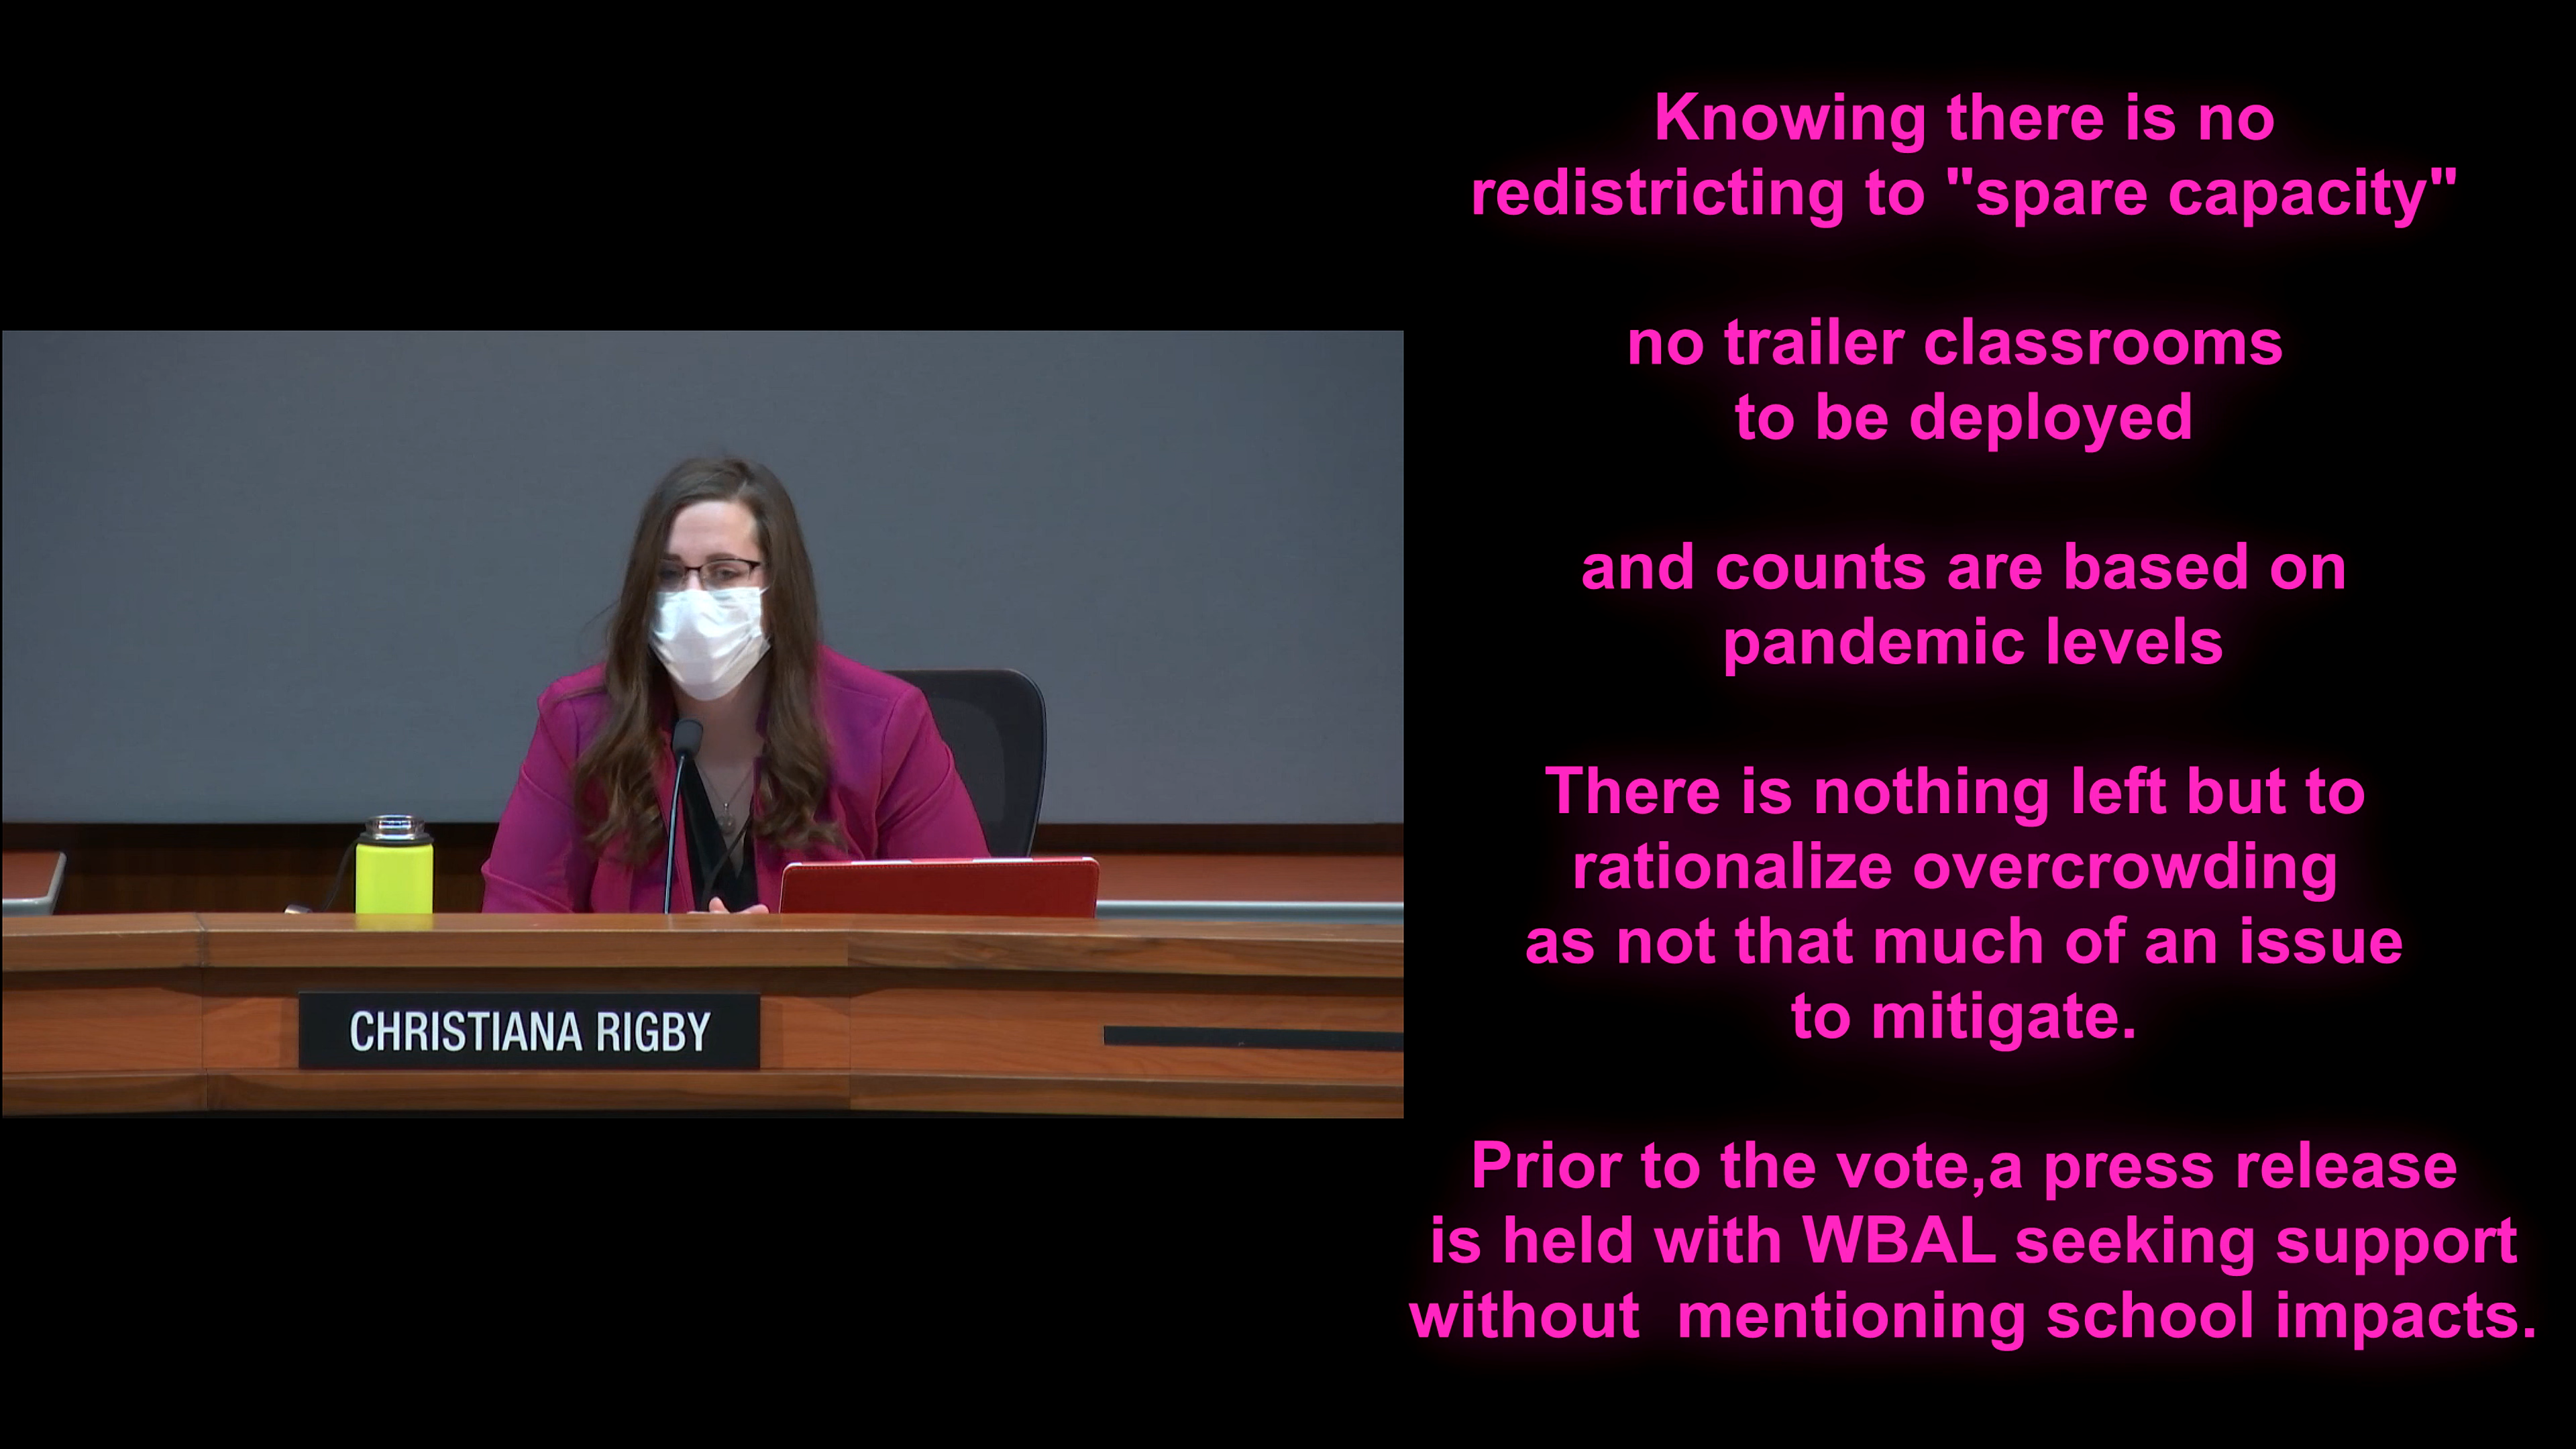 Knowing there is no
redistricting to "spare capacity"
no trailer classrooms
to be deployed
and counts are based on
pandemic levels
There is nothing left but to
rationalize overcrowding
as not that much of an issue
to mitigate.
Prior to the vote,a press release
is held with WBAL seeking support
without  mentioning school impacts.
CHRISTIANA RIGBY